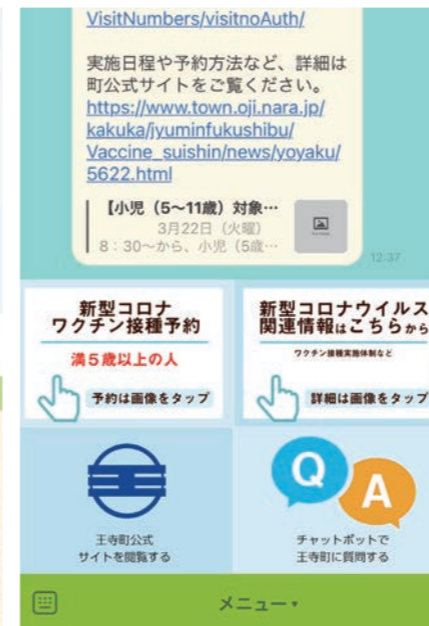 VisitNumbers/visitnoAuth/
実施日程や予約方法など、詳細は
町公式サイトをご覧ください。
https://www.town.oji.nara.jp/
kakuka/jyuminfukushibu/
Vaccine_suishin/news/yoyaku/
5622.html
【小児（5〜11歳）対象…
3月22日（火曜）
8：30〜から、小児（5歳…
12:37
新型コロナ
ワクチン接種予約
満5歳以上の人
予約は画像をタップ
新型コロナウイルス
関連情報はこちらから
ワクチン接種実施体制など
詳細は画像をタップ
王寺町公式
サイトを閲覧する
Q A
チャットボットで
王寺町に質問する
メニュー▾